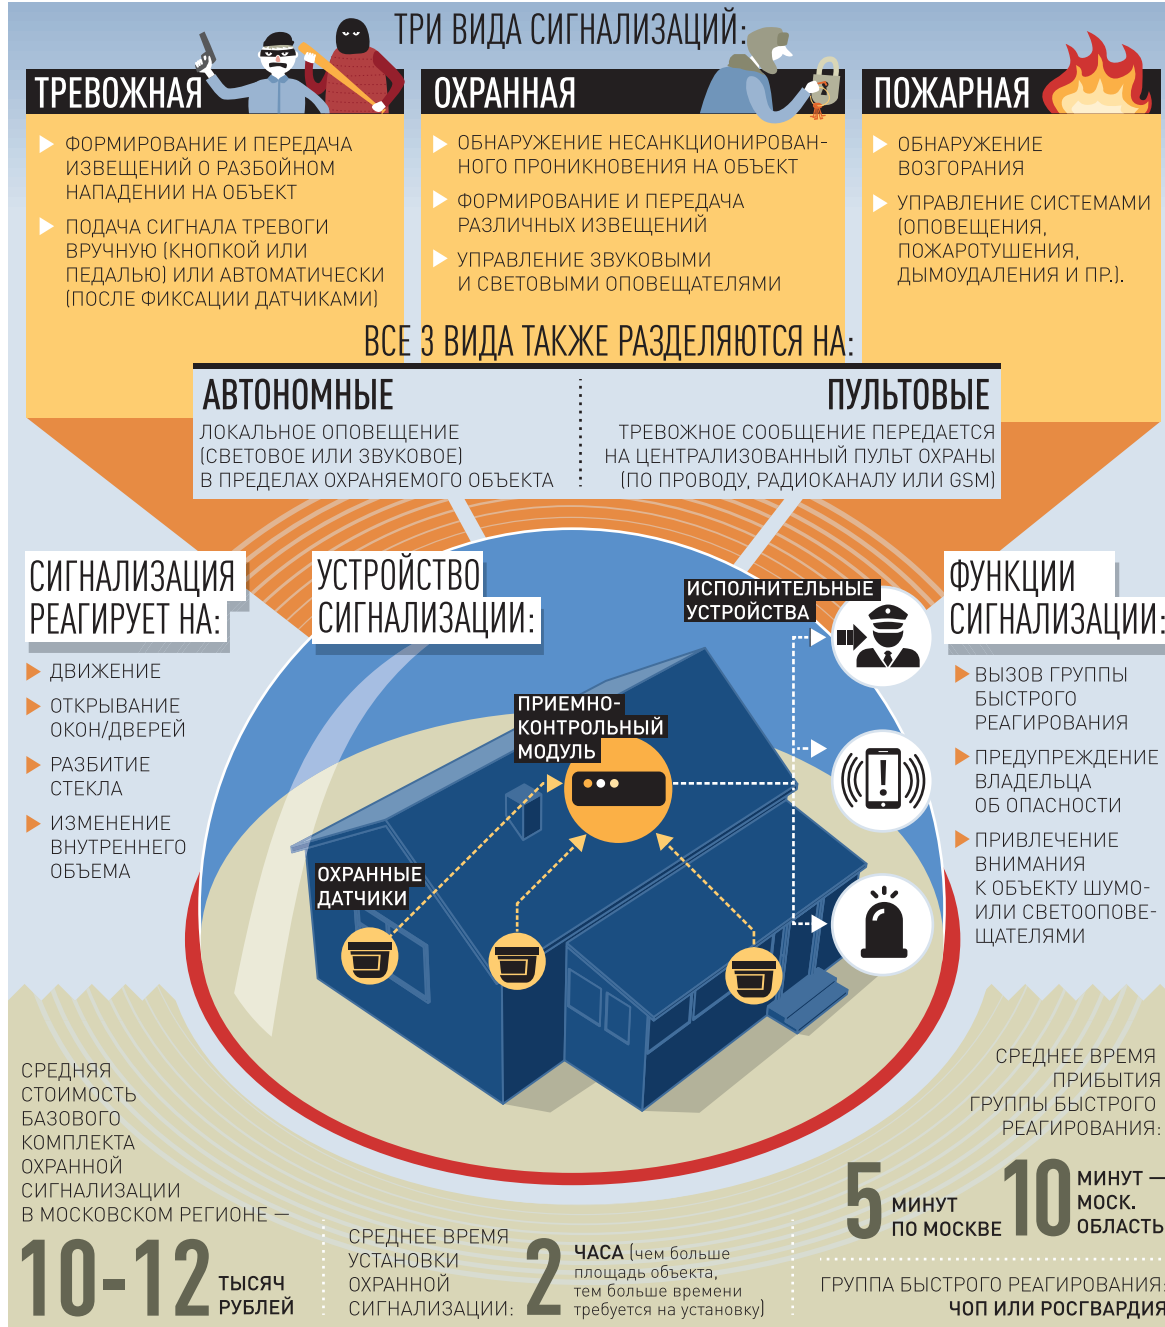 ТРИ ВИДА СИГНАЛИЗАЦИЙ:
ТРЕВОЖНАЯ
ФОРМИРОВАНИЕ И ПЕРЕДАЧА
ИЗВЕЩЕНИЙ О РАЗБОЙНОМ
НАПАДЕНИИ НА ОБЪЕКТ
ПОДАЧА СИГНАЛА ТРЕВОГИ
ВРУЧНУЮ (КНОПКОЙ ИЛИ
ПЕДАЛЬЮ) ИЛИ АВТОМАТИЧЕСКИ
(ПОСЛЕ ФИКСАЦИИ ДАТЧИКАМИ)
ОХРАННАЯ
ОБНАРУЖЕНИЕ НЕСАНКЦИОНИРОВАН-
НОГО ПРОНИКНОВЕНИЯ НА ОБЪЕКТ
ФОРМИРОВАНИЕ И ПЕРЕДАЧА
РАЗЛИЧНЫХ ИЗВЕЩЕНИЙ
УПРАВЛЕНИЕ ЗВУКОВЫМИ
И СВЕТОВЫМИ ОПОВЕЩАТЕЛЯМИ
ПОЖАРНАЯ
ОБНАРУЖЕНИЕ
ВОЗГОРАНИЯ
УПРАВЛЕНИЕ СИСТЕМАМИ
(ОПОВЕЩЕНИЯ,
ПОЖАРОТУШЕНИЯ,
ДЫМОУДАЛЕНИЯ И ПР.).
ВСЕ 3 ВИДА ТАКЖЕ РАЗДЕЛЯЮТСЯ НА:
АВТОНОМНЫЕ
ЛОКАЛЬНОЕ ОПОВЕЩЕНИЕ
(СВЕТОВОЕ ИЛИ ЗВУКОВОЕ)
В ПРЕДЕЛАХ ОХРАНЯЕМОГО ОБЪЕКТА
ПУЛЬТОВЫЕ
ТРЕВОЖНОЕ СООБЩЕНИЕ ПЕРЕДАЕТСЯ
НА ЦЕНТРАЛИЗОВАННЫЙ ПУЛЬТ ОХРАНЫ
(ПО ПРОВОДУ, РАДИОКАНАЛУ ИЛИ GSM)
СИГНАЛИЗАЦИЯ
РЕАГИРУЕТ НА:
ДВИЖЕНИЕ
ОТКРЫВАНИЕ
ОКОН/ДВЕРЕЙ
РАЗБИТИЕ
СТЕКЛА
ИЗМЕНЕНИЕ
ВНУТРЕННЕГО
ОБЪЕМА
УСТРОЙСТВО
СИГНАЛИЗАЦИИ:
ИСПОЛНИТЕЛЬНЫЕ
УСТРОЙСТВА
ПРИЕМНО-
КОНТРОЛЬНЫЙ
МОДУЛЬ
ОХРАННЫЕ
ДАТЧИКИ
ФУНКЦИИ
СИГНАЛИЗАЦИИ:
ВЫЗОВ ГРУППЫ
БЫСТРОГО
РЕАГИРОВАНИЯ
ПРЕДУПРЕЖДЕНИЕ
ВЛАДЕЛЬЦА
ОБ ОПАСНОСТИ
ПРИВЛЕЧЕНИЕ
ВНИМАНИЯ
К ОБЪЕКТУ ШУМО-
ИЛИ СВЕТООПОВЕ-
ЩАТЕЛЯМИ
СРЕДНЯЯ
СТОИМОСТЬ
БАЗОВОГО
КОМПЛЕКТА
ОХРАННОЙ
СИГНАЛИЗАЦИИ
В МОСКОВСКОМ РЕГИОНЕ —
10-12 ТЫСЯЧ
РУБЛЕЙ
СРЕДНЕЕ ВРЕМЯ
УСТАНОВКИ
ОХРАННОЙ
СИГНАЛИЗАЦИИ:
2 ЧАСА (чем больше
площадь объекта,
тем больше времени
требуется на установку)
СРЕДНЕЕ ВРЕМЯ
ПРИБЫТИЯ
ГРУППЫ БЫСТРОГО
РЕАГИРОВАНИЯ:
5 МИНУТ
ПО МОСКВЕ
10 МИНУТ —
МОСК.
ОБЛАСТЬ
ГРУППА БЫСТРОГО РЕАГИРОВАНИЯ:
ЧОП ИЛИ РОСГВАРДИЯ